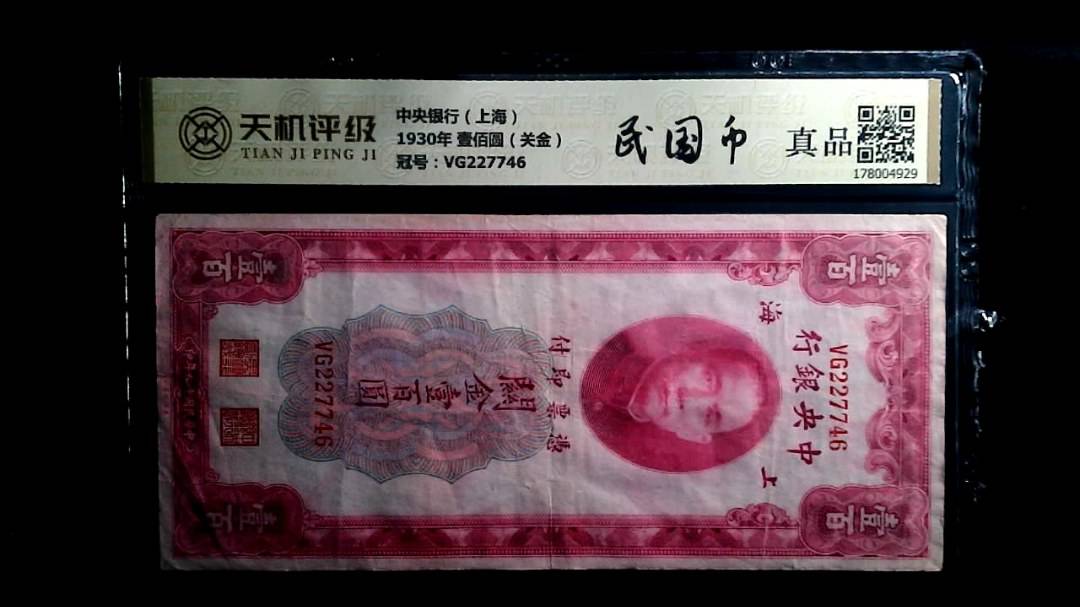 天机评级
TIAN JI PING JI
中央银行（上海）
1930年 壹佰圆（关金）
冠号：VG227746
民国币
真品
178004929
壹百
壹百
中央銀行
VG227746
上海
憑票即付
關金壹百圓
VG227746
壹百
壹百